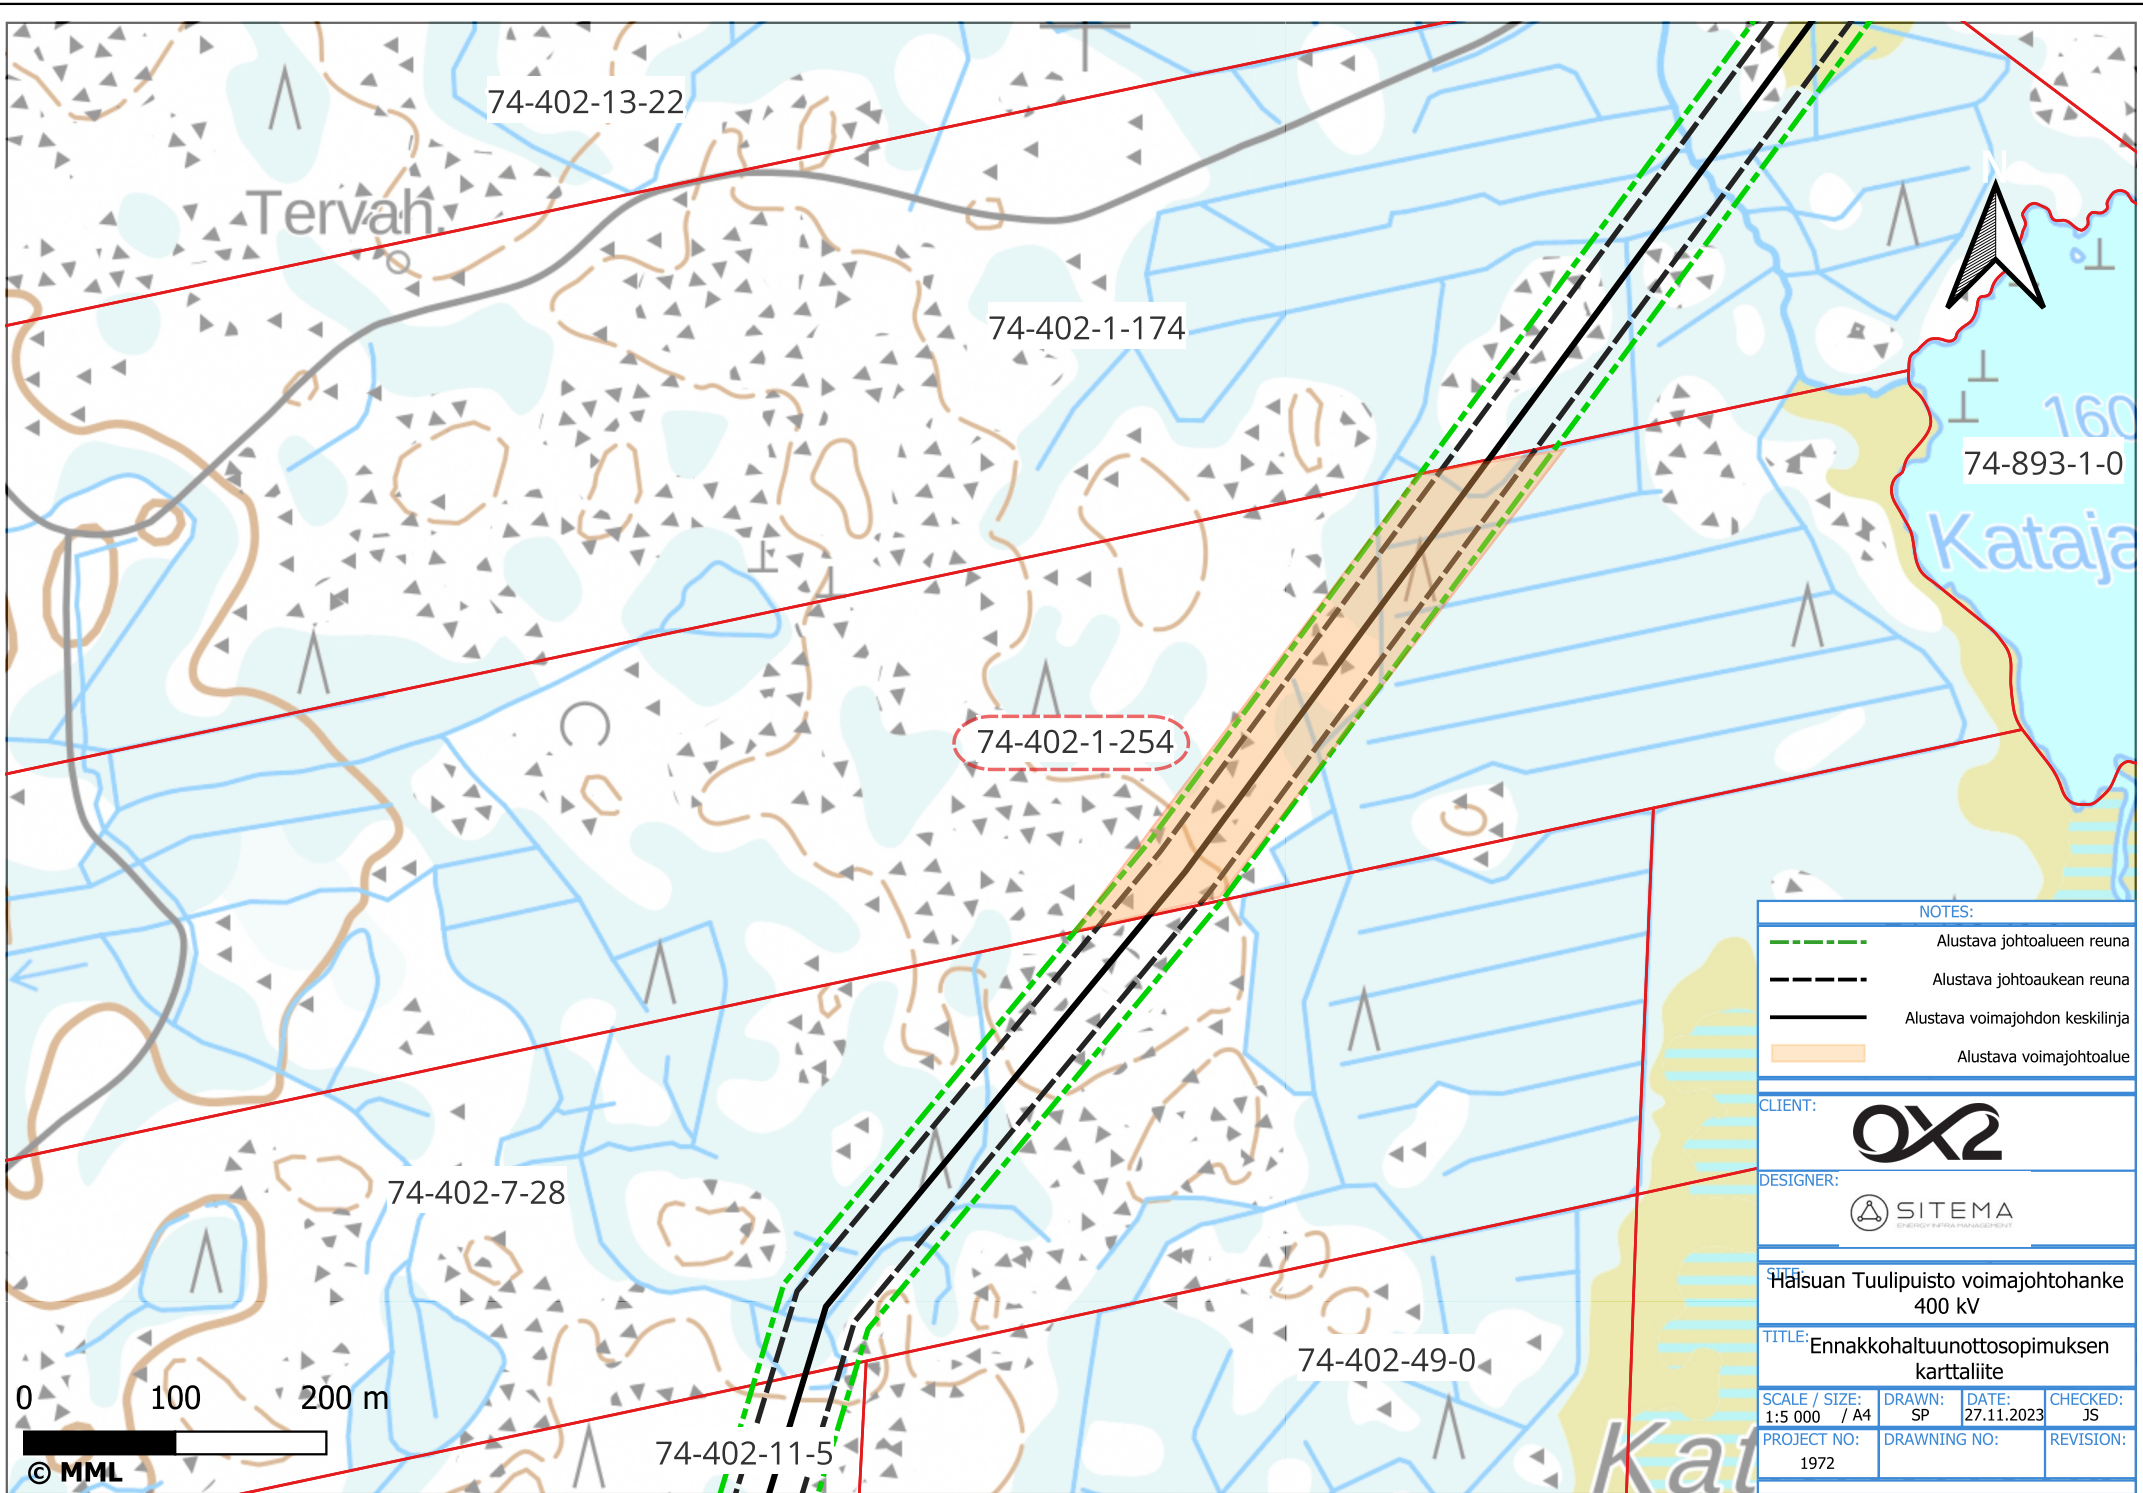 74-402-13-22
Tervah.
N
74-402-1-174
160
74-893-1-0
Kataja
74-402-1-254
74-402-7-28
74-402-49-0
74-402-11-5
Kat
0 100 200 m
© MML
NOTES:
Alustava johtoalueen reuna
Alustava johtoaukean reuna
Alustava voimajohdon keskilinja
Alustava voimajohtoalue
CLIENT:
OX2
DESIGNER:
SITEMA
ENERGY INFRA MANAGEMENT
SITE:
Halsuan Tuulipuisto voimajohtohanke
400 kV
TITLE:
Ennakkohaltuunottosopimuksen
karttaliite
SCALE / SIZE: DRAWN: DATE: CHECKED:
1:5 000 / A4 SP 27.11.2023 JS
PROJECT NO: DRAWING NO: REVISION:
1972